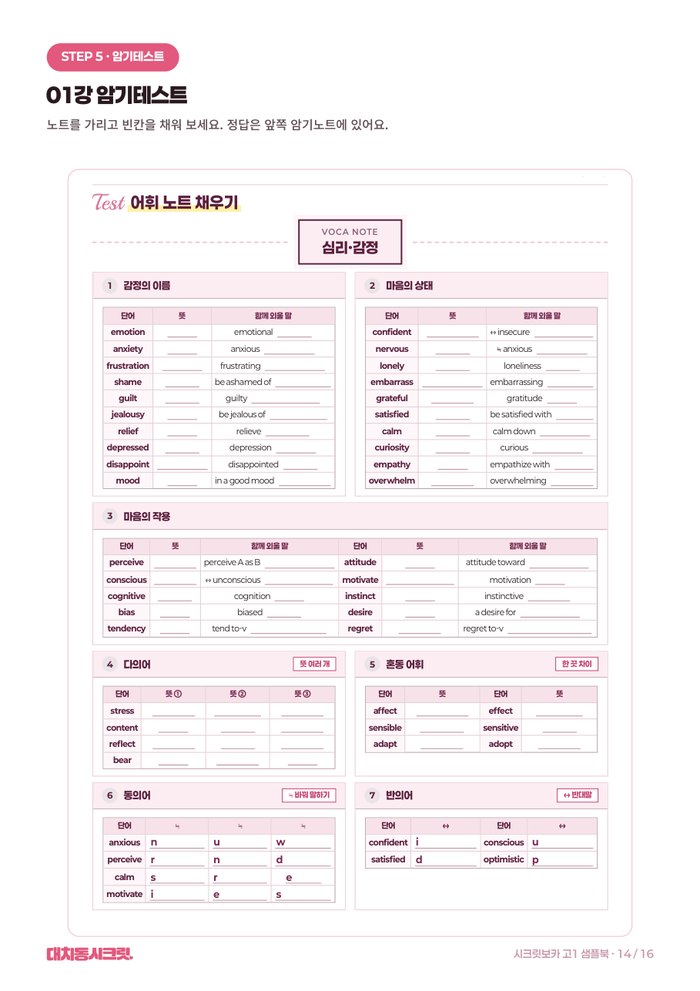 STEP 5 · 암기테스트
01강 암기테스트
노트를 가리고 빈칸을 채워 보세요. 정답은 앞쪽 암기노트에 있어요.
Test 어휘 노트 채우기
VOCA NOTE
심리·감정
1 감정의 이름
단어 뜻 함께 외울 말
emotion emotional
anxiety anxious
frustration frustrating
shame be ashamed of
guilt guilty
jealousy be jealous of
relief relieve
depressed depression
disappoint disappointed
mood in a good mood
2 마음의 상태
단어 뜻 함께 외울 말
confident ↔ insecure
nervous ≒ anxious
lonely loneliness
embarrass embarrassing
grateful gratitude
satisfied be satisfied with
calm calm down
curiosity curious
empathy empathize with
overwhelm overwhelming
3 마음의 작용
단어 뜻 함께 외울 말 단어 뜻 함께 외울 말
perceive perceive A as B attitude attitude toward
conscious ↔ unconscious motivate motivation
cognitive cognition instinct instinctive
bias biased desire a desire for
tendency tend to-v regret regret to-v
4 다의어 뜻 여러 개
단어 뜻 ① 뜻 ② 뜻 ③
stress
content
reflect
bear
5 혼동 어휘 한 끗 차이
단어 뜻 단어 뜻
affect effect
sensible sensitive
adapt adopt
6 동의어 ≒ 바꿔 말하기
단어 ≒ ≒ ≒
anxious n u w
perceive r n d
calm s r e
motivate i e s
7 반의어 ↔ 반대말
단어 ↔ 단어 ↔
confident i conscious u
satisfied d optimistic p
대치동시크릿.
시크릿보카 고1 샘플북 · 14 / 16